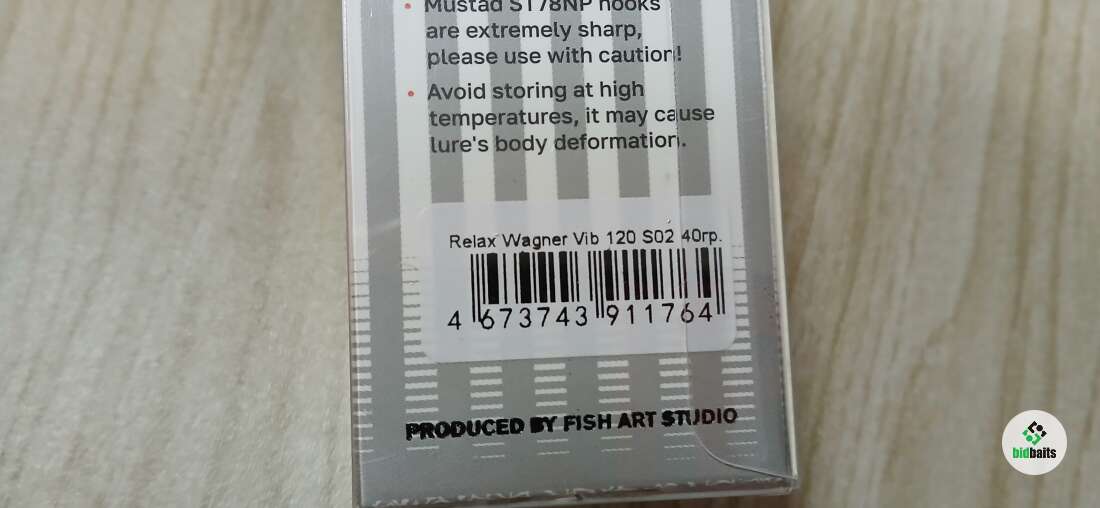 • Mustad ST78NP hooks
are extremely sharp,
please use with caution!
• Avoid storing at high
temperatures, it may cause
lure's body deformation.
Relax Wagner Vib 120 S02 40гр.
4 673743 911764
PRODUCED BY FISH ART STUDIO
bidbaits